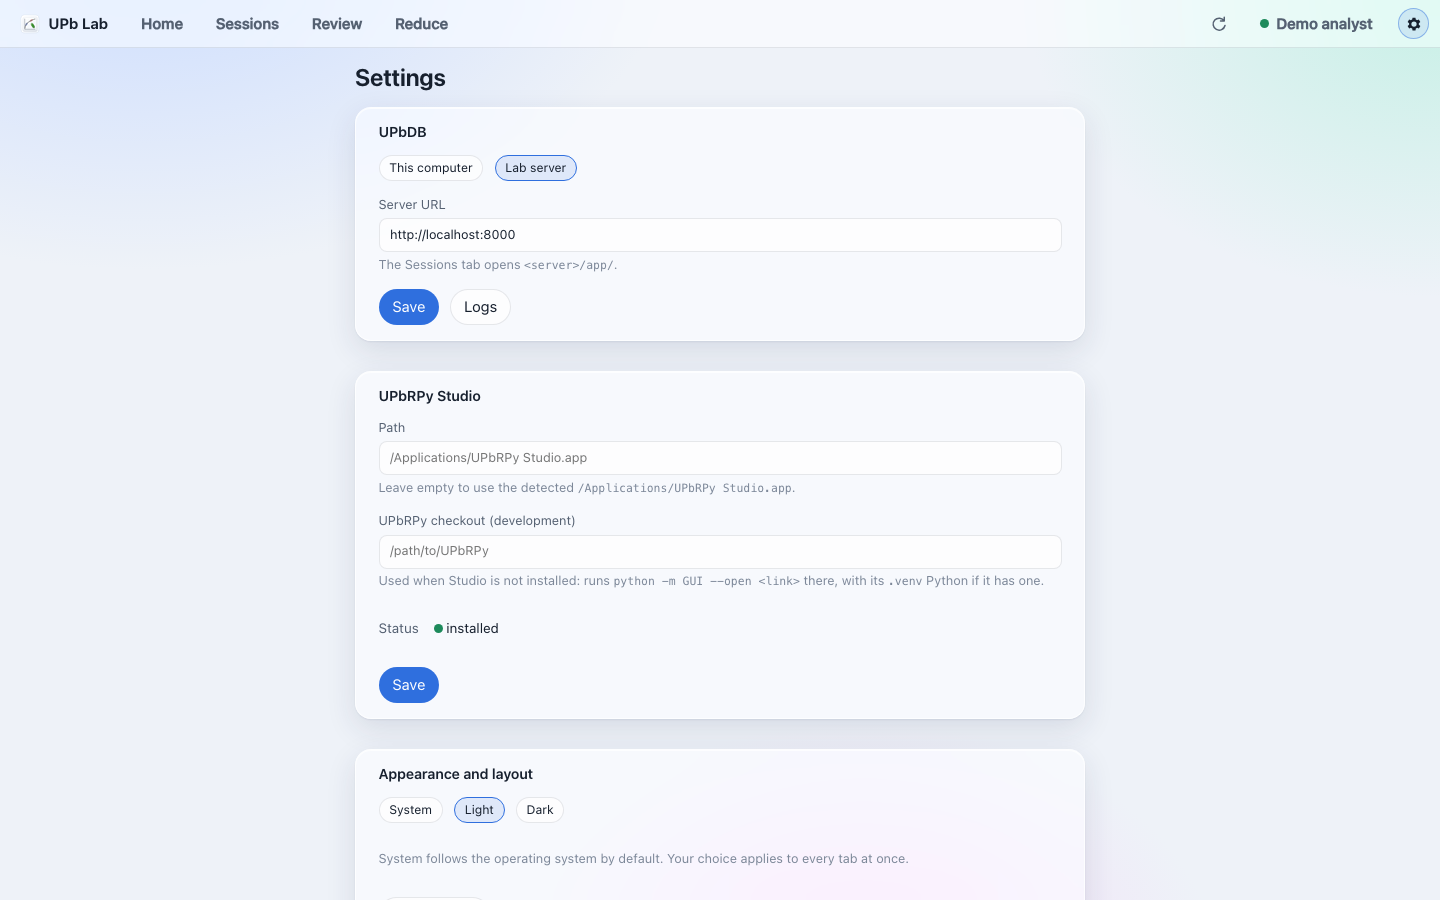 UPb Lab
Home
Sessions
Review
Reduce
Demo analyst
Settings
UPbDB
This computer
Lab server
Server URL
http://localhost:8000
The Sessions tab opens <server>/app/.
Save
Logs
UPbRPy Studio
Path
/Applications/UPbRPy Studio.app
Leave empty to use the detected /Applications/UPbRPy Studio.app.
UPbRPy checkout (development)
/path/to/UPbRPy
Used when Studio is not installed: runs python -m GUI --open <link> there, with its .venv Python if it has one.
Status
installed
Save
Appearance and layout
System
Light
Dark
System follows the operating system by default. Your choice applies to every tab at once.